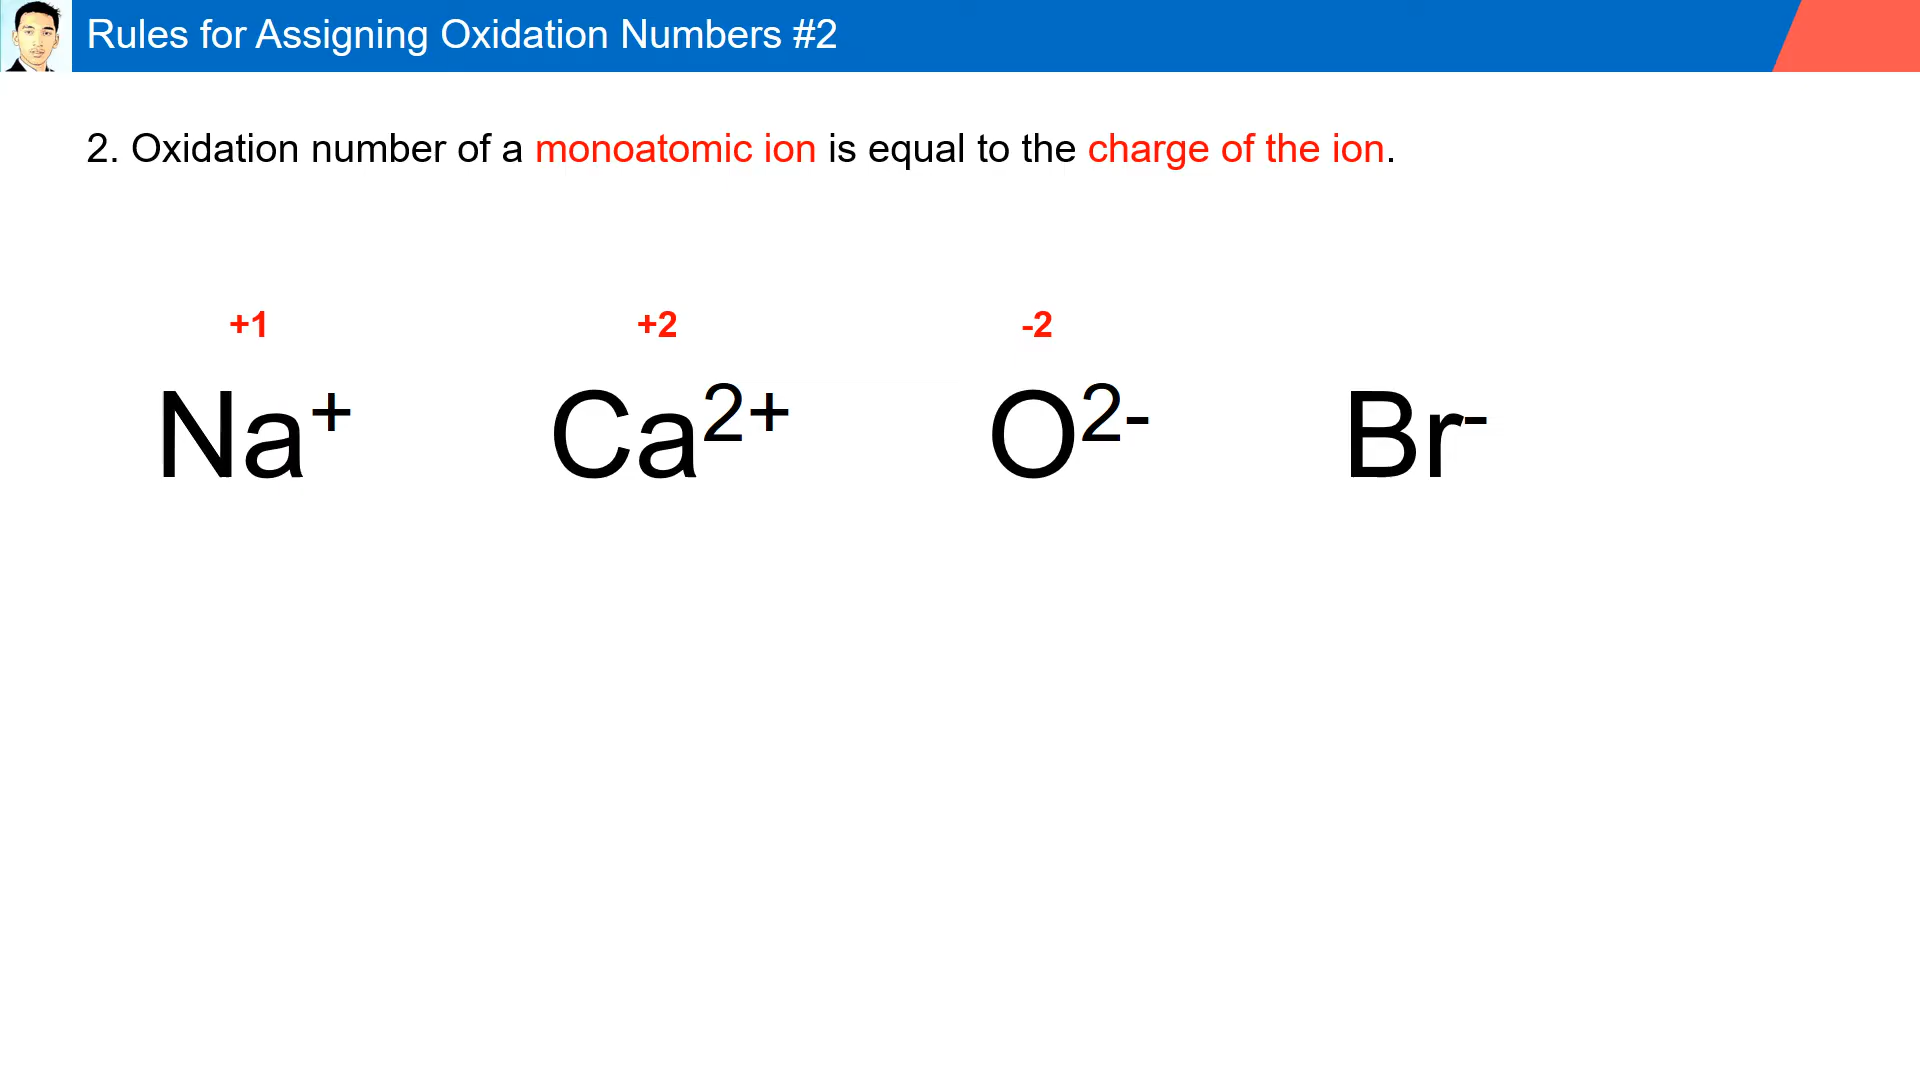 Rules for Assigning Oxidation Numbers #2
2. Oxidation number of a monoatomic ion is equal to the charge of the ion.
+1 +2 -2
Na⁺ Ca²⁺ O²⁻ Br⁻